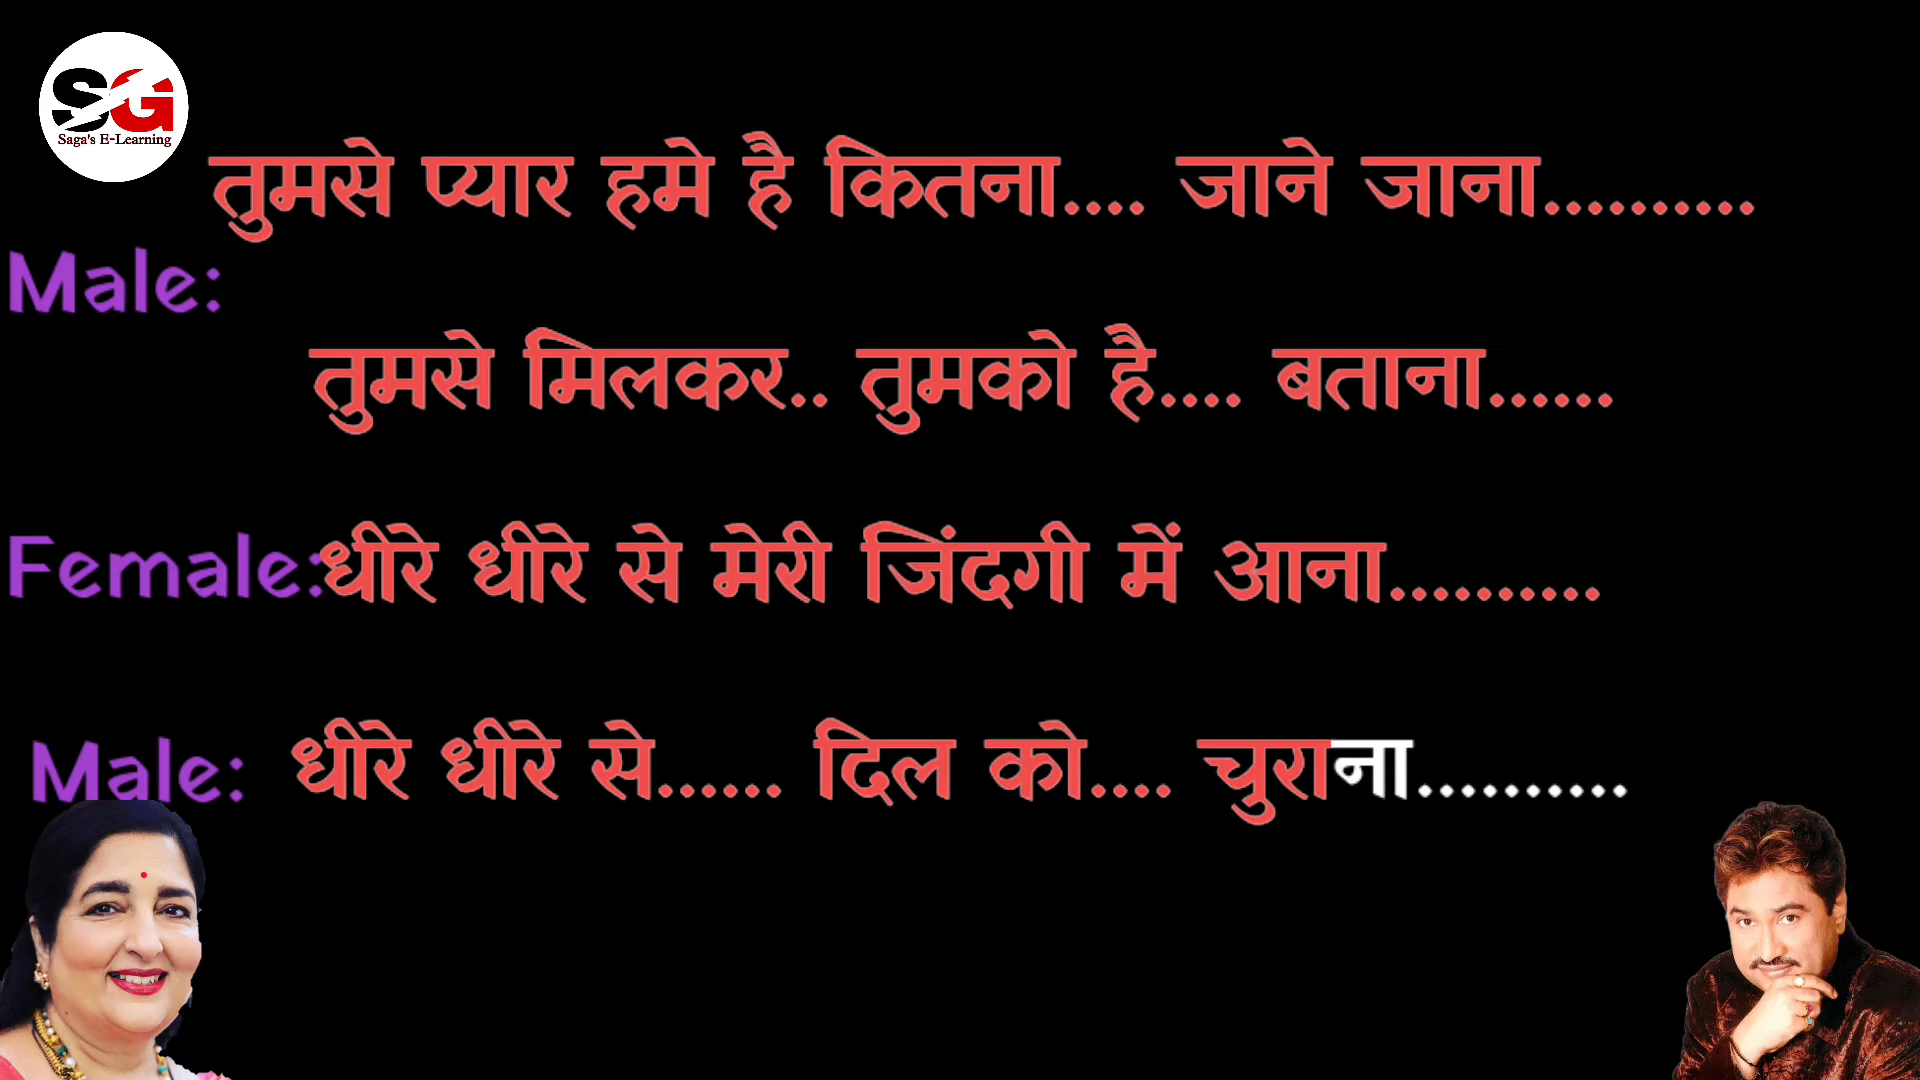 SG
Saga's E-Learning
तुमसे प्यार हमे है कितना.... जाने जाना..........
Male:
तुमसे मिलकर.. तुमको है.... बताना......
Female: धीरे धीरे से मेरी जिंदगी में आना..........
Male: धीरे धीरे से...... दिल को.... चुराना..........